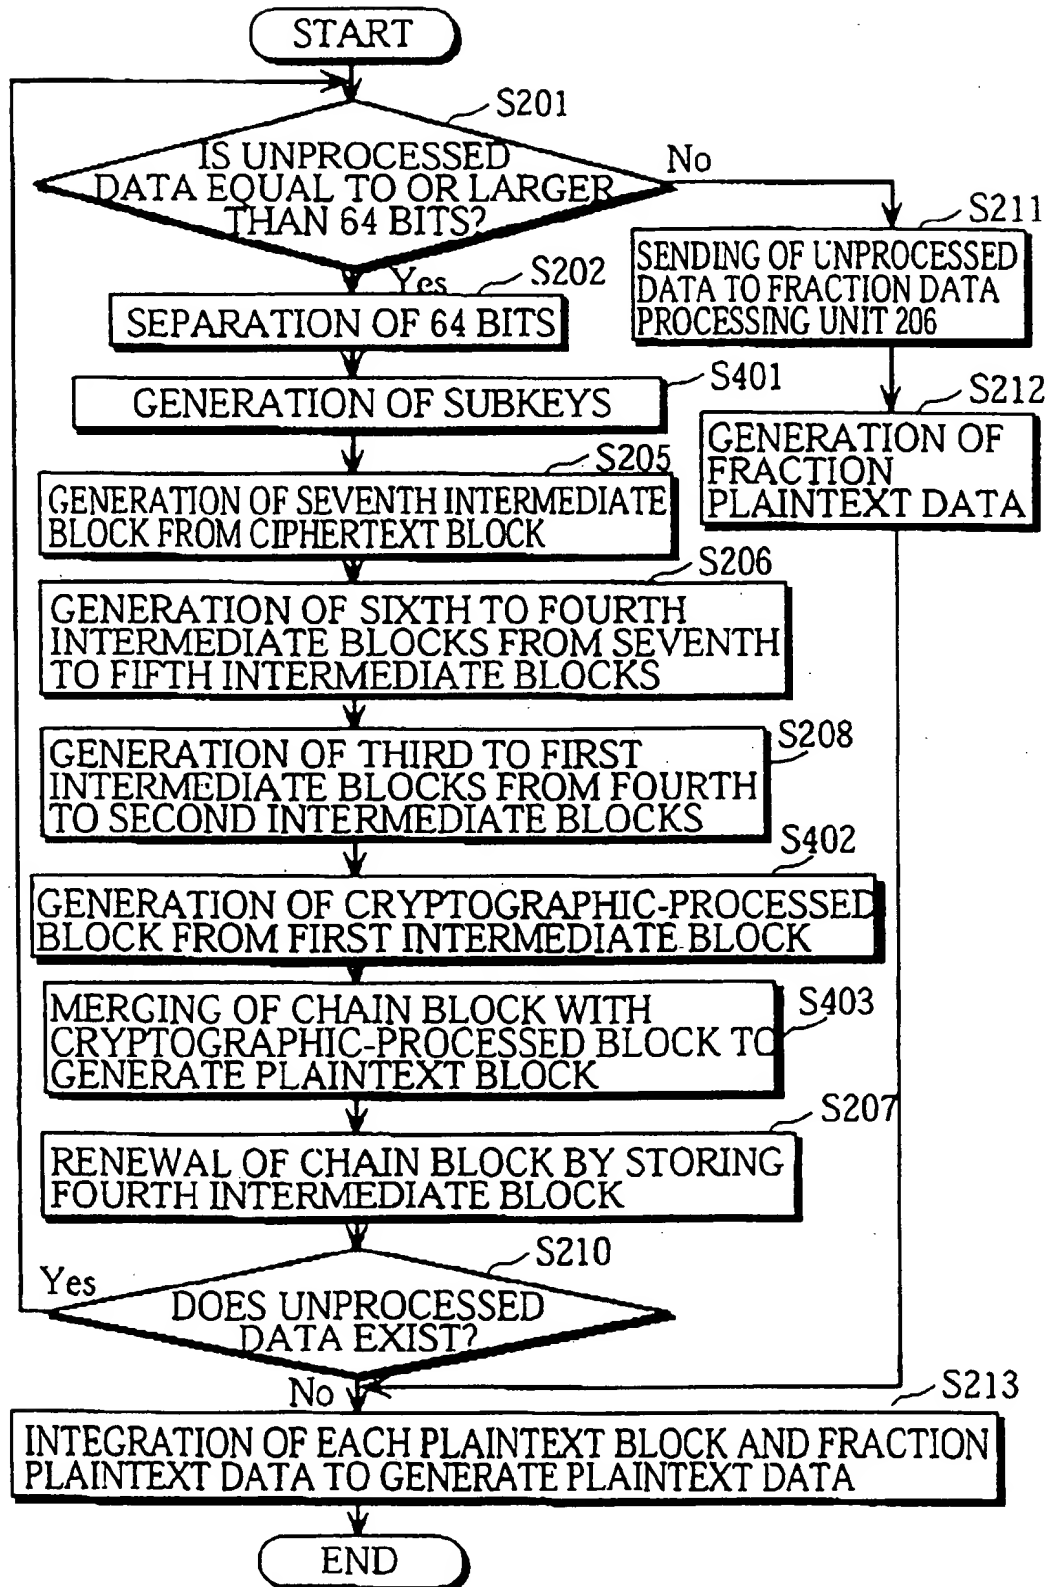 START
S201
IS UNPROCESSED
DATA EQUAL TO OR LARGER
THAN 64 BITS?
No
Yes
S202
SEPARATION OF 64 BITS
S211
SENDING OF UNPROCESSED
DATA TO FRACTION DATA
PROCESSING UNIT 206
S401
GENERATION OF SUBKEYS
S212
GENERATION OF
FRACTION
PLAINTEXT DATA
S205
GENERATION OF SEVENTH INTERMEDIATE
BLOCK FROM CIPHERTEXT BLOCK
S206
GENERATION OF SIXTH TO FOURTH
INTERMEDIATE BLOCKS FROM SEVENTH
TO FIFTH INTERMEDIATE BLOCKS
S208
GENERATION OF THIRD TO FIRST
INTERMEDIATE BLOCKS FROM FOURTH
TO SECOND INTERMEDIATE BLOCKS
S402
GENERATION OF CRYPTOGRAPHIC-PROCESSED
BLOCK FROM FIRST INTERMEDIATE BLOCK
S403
MERGING OF CHAIN BLOCK WITH
CRYPTOGRAPHIC-PROCESSED BLOCK TO
GENERATE PLAINTEXT BLOCK
S207
RENEWAL OF CHAIN BLOCK BY STORING
FOURTH INTERMEDIATE BLOCK
S210
Yes
DOES UNPROCESSED
DATA EXIST?
No
S213
INTEGRATION OF EACH PLAINTEXT BLOCK AND FRACTION
PLAINTEXT DATA TO GENERATE PLAINTEXT DATA
END